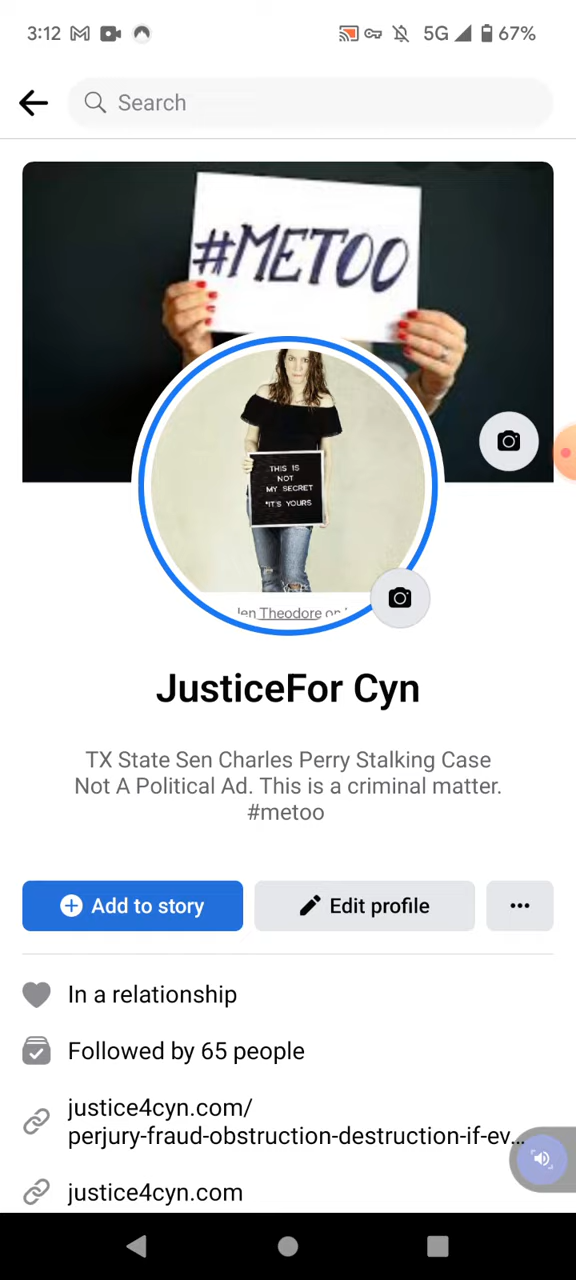 3:12
5G 67%
Search
#METOO
THIS IS
NOT
MY SECRET
*IT'S YOURS
Theodore on
JusticeFor Cyn
TX State Sen Charles Perry Stalking Case
Not A Political Ad. This is a criminal matter.
#metoo
Add to story
Edit profile
In a relationship
Followed by 65 people
justice4cyn.com/
perjury-fraud-obstruction-destruction-if-ev...
justice4cyn.com